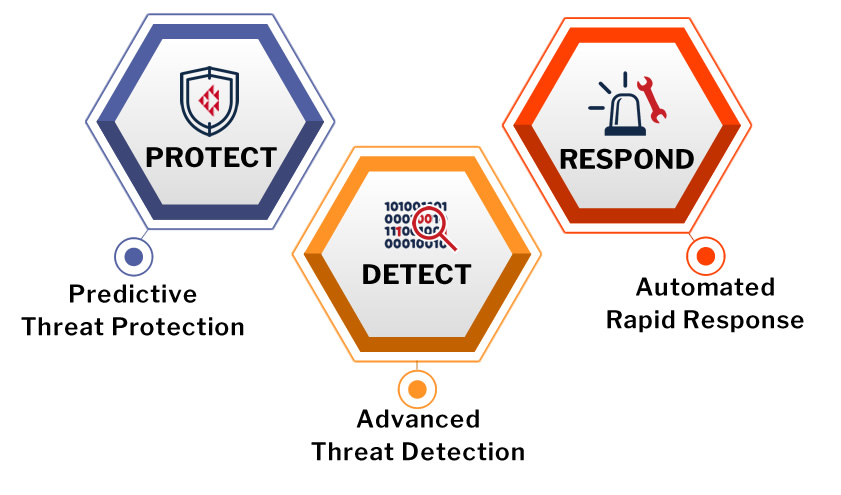 PROTECT
Predictive
Threat Protection
DETECT
Advanced
Threat Detection
RESPOND
Automated
Rapid Response